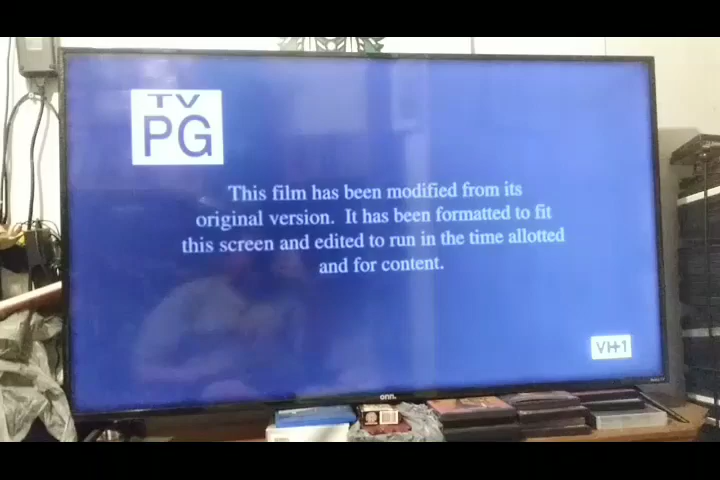 TV
PG
This film has been modified from its
original version. It has been formatted to fit
this screen and edited to run in the time allotted
and for content.
VH1
onn.